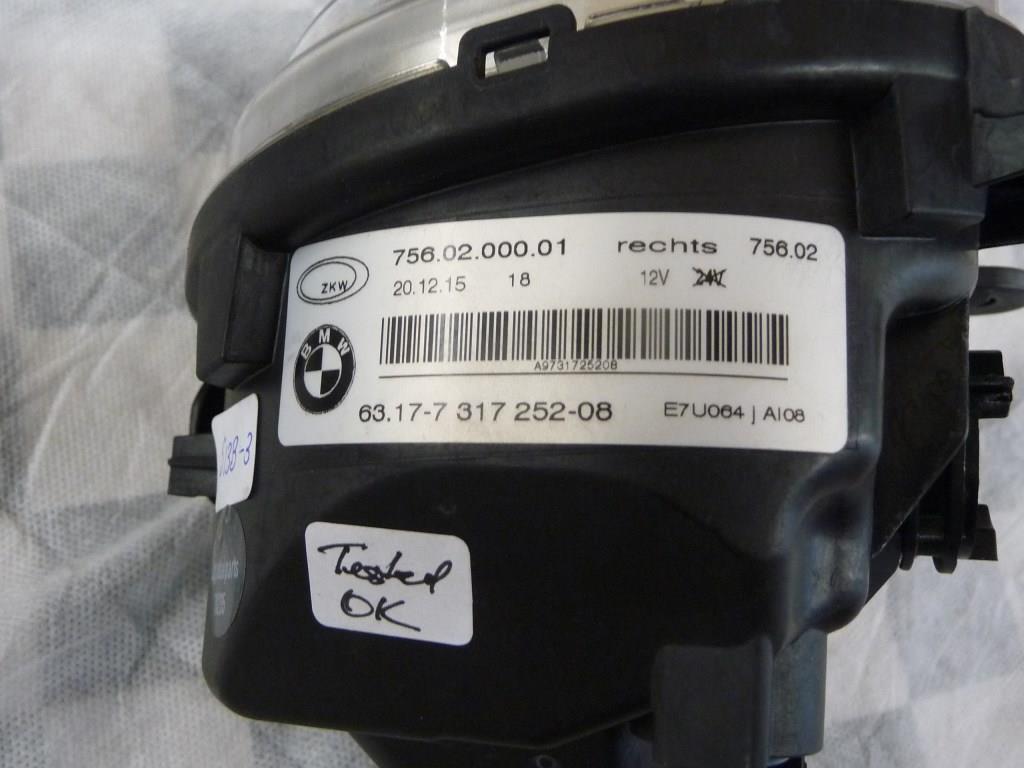 756.02.000.01 rechts 756.02
ZKW
20.12.15 18 12V 24V
BMW
A9731725208
63.17-7 317 252-08 E7U064 j AI08
Tested
OK